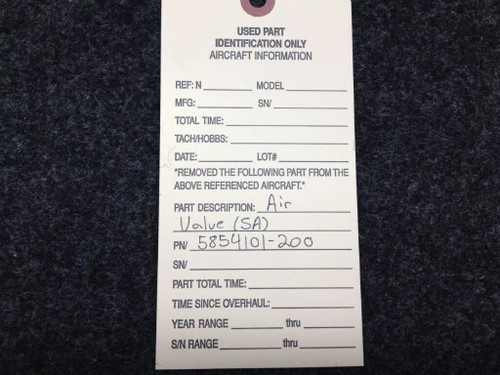 USED PART
IDENTIFICATION ONLY
AIRCRAFT INFORMATION
REF: N MODEL
MFG: SN/
TOTAL TIME:
TACH/HOBBS:
DATE: LOT#
"REMOVED THE FOLLOWING PART FROM THE
ABOVE REFERENCED AIRCRAFT."
PART DESCRIPTION: Air
Valve (SA)
PN/ 5854101-200
SN/
PART TOTAL TIME:
TIME SINCE OVERHAUL:
YEAR RANGE thru
S/N RANGE thru